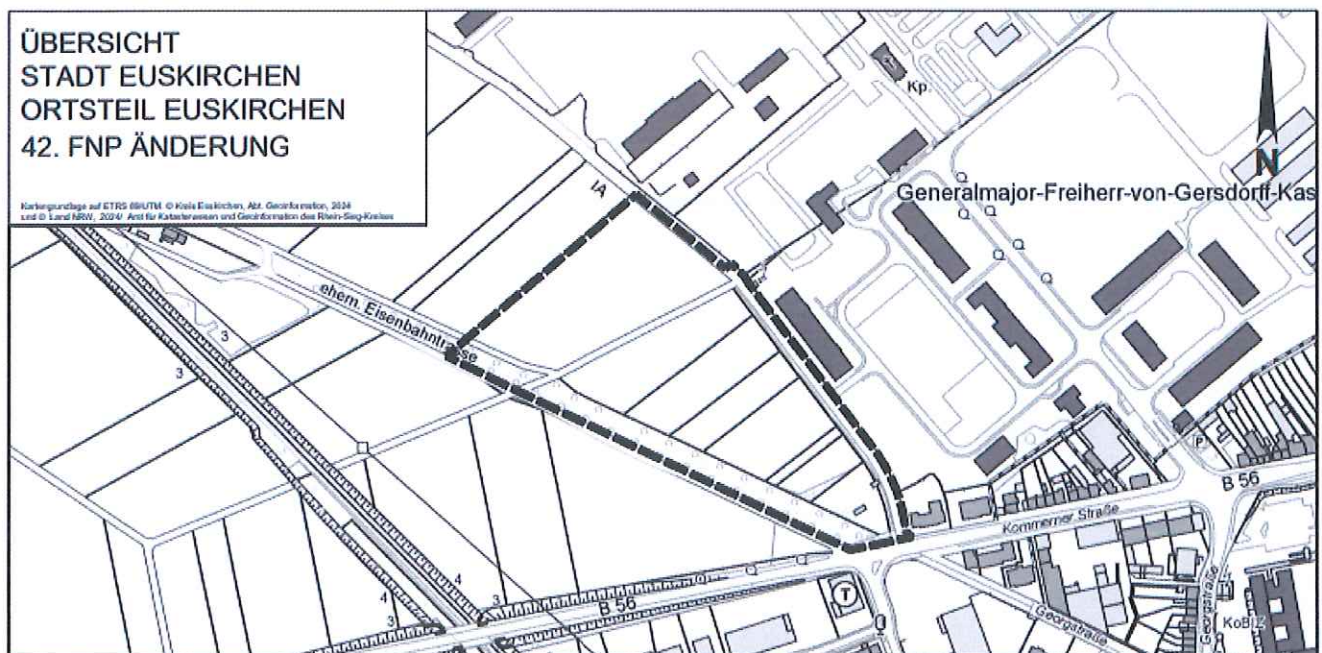 ÜBERSICHT
STADT EUSKIRCHEN
ORTSTEIL EUSKIRCHEN
42. FNP ÄNDERUNG
Kartengrundlage auf ETRS 89/UTM. © Kreis Euskirchen, Abt. Geoinformation, 2024
und © Land NRW, 2024/ Amt für Katasterwesen und Geoinformation des Rhein-Sieg-Kreises
Kp.
N
IA
Generalmajor-Freiherr-von-Gersdorff-Kas
ehem. Eisenbahntrasse
3
3
P
B 56
Kommerner Straße
4
3
4
3
B 56
T
Georgstraße
Georgstraße
KoBIZ